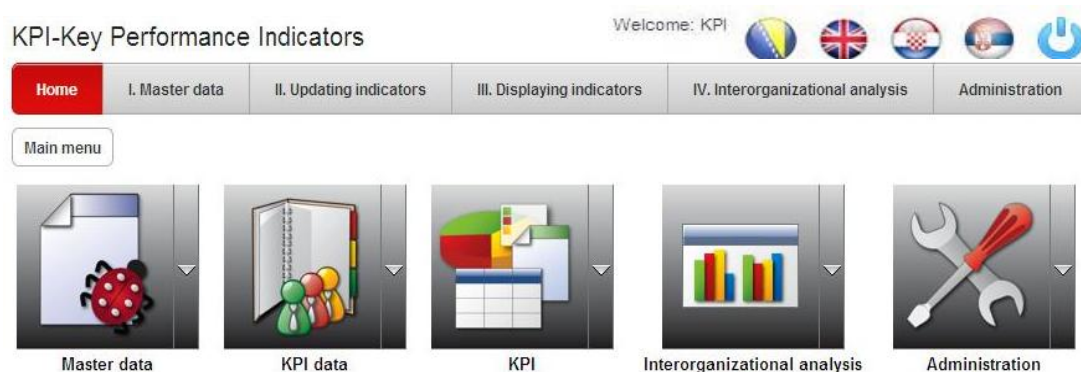 KPI-Key Performance Indicators
Welcome: KPI
Home I. Master data II. Updating indicators III. Displaying indicators IV. Interorganizational analysis Administration
Main menu
Master data KPI data KPI Interorganizational analysis Administration